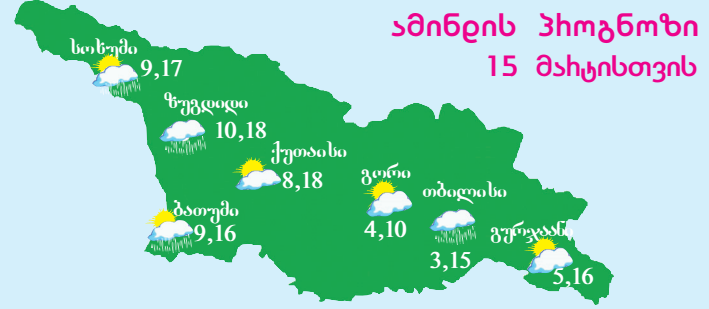 ამინდის პროგნოზი
15 მარტისთვის
სოხუმი
9,17
ზუგდიდი
10,18
ქუთაისი
8,18
გორი
4,10
თბილისი
3,15
ბათუმი
9,16
გურჯაანი
5,16